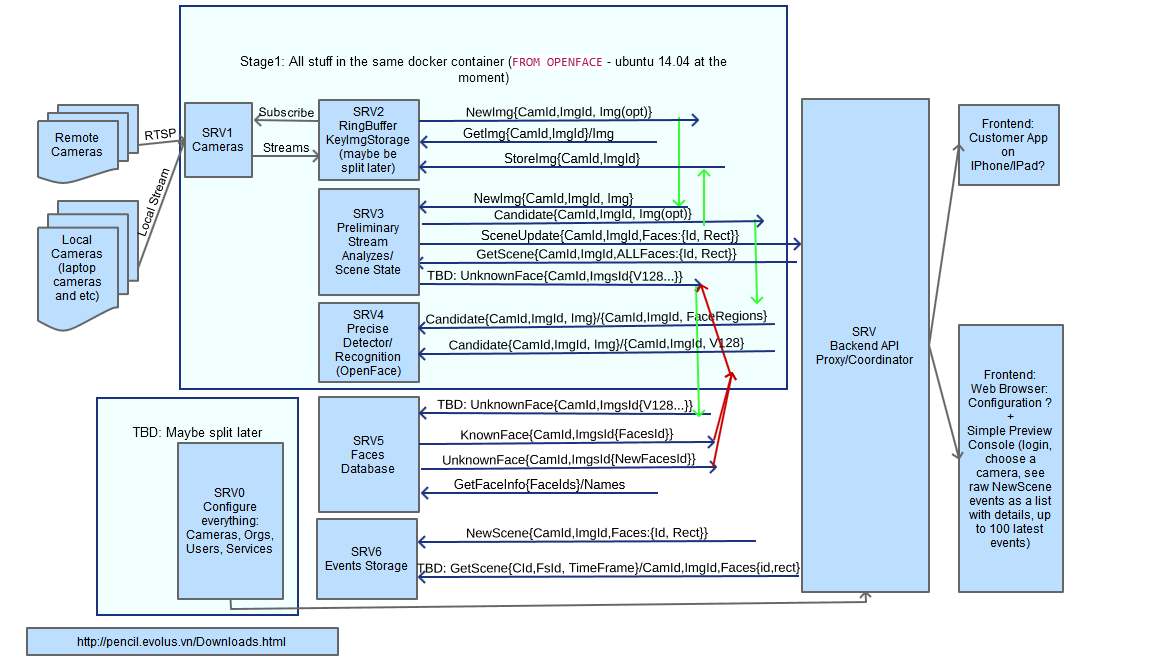 Stage1: All stuff in the same docker container (FROM OPENFACE - ubuntu 14.04 at the
moment)
Remote
Cameras
RTSP
Local Stream
Local
Cameras
(laptop
cameras
and etc)
SRV1
Cameras
Subscribe
Streams
SRV2
RingBuffer
KeyImgStorage
(maybe be
split later)
NewImg{CamId,ImgId, Img(opt)}
GetImg{CamId,ImgId}/Img
StoreImg{CamId,ImgId}
SRV3
Preliminary
Stream
Analyzes/
Scene State
NewImg{CamId,ImgId, Img}
Candidate{CamId,ImgId, Img(opt)}
SceneUpdate{CamId,ImgId,Faces:{Id, Rect}}
GetScene{CamId,ImgId,ALLFaces:{Id, Rect}}
TBD: UnknownFace{CamId,ImgsId{V128...}}
SRV4
Precise
Detector/
Recognition
(OpenFace)
Candidate{CamId,ImgId, Img}/{CamId,ImgId, FaceRegions}
Candidate{CamId,ImgId, Img}/{CamId,ImgId, V128}
SRV5
Faces
Database
TBD: UnknownFace{CamId,ImgsId{V128...}}
KnownFace{CamId,ImgsId{FacesId}}
UnknownFace{CamId,ImgsId{NewFacesId}}
GetFaceInfo{FaceIds}/Names
SRV6
Events Storage
NewScene{CamId,ImgId,Faces:{Id, Rect}}
TBD: GetScene{CId,FsId, TimeFrame}/CamId,ImgId,Faces{id,rect}
TBD: Maybe split later
SRV0
Configure
everything:
Cameras, Orgs,
Users, Services
SRV
Backend API
Proxy/Coordinator
Frontend:
Customer App
on
IPhone/IPad?
Frontend:
Web Browser:
Configuration ?
+
Simple Preview
Console (login,
choose a
camera, see
raw NewScene
events as a list
with details, up
to 100 latest
events)
http://pencil.evolus.vn/Downloads.html